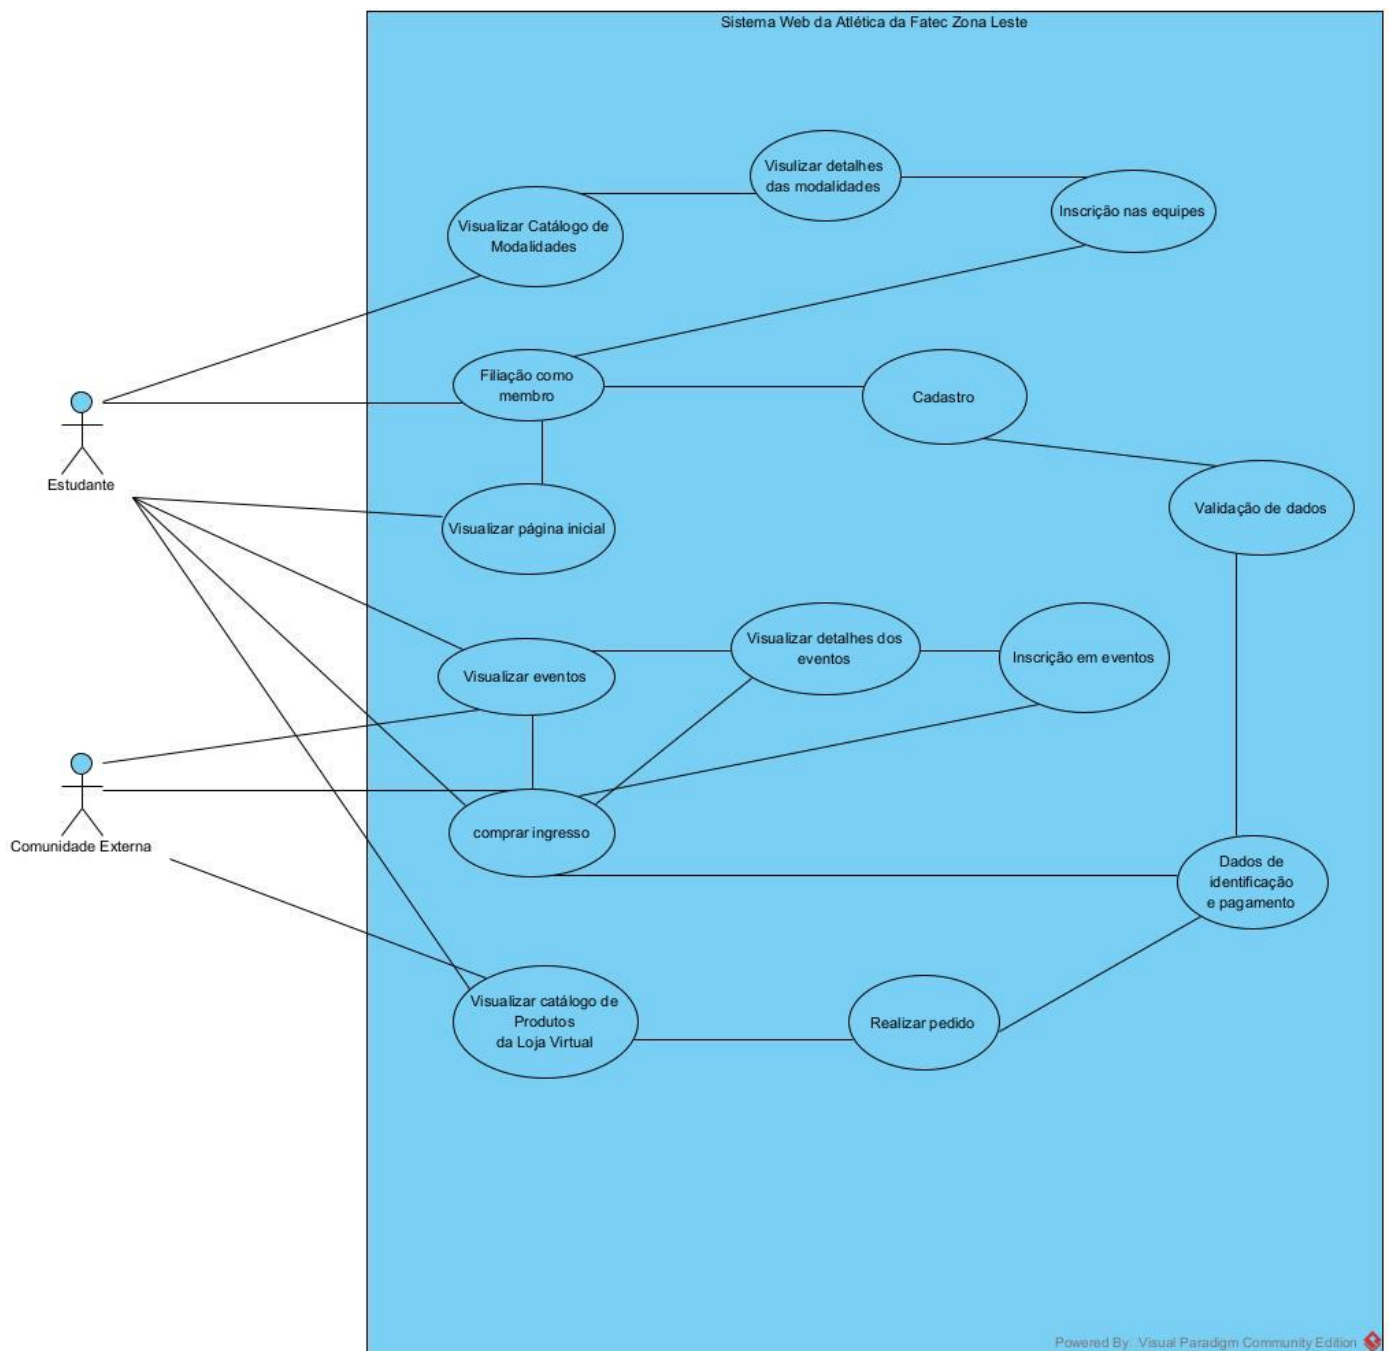 Sistema Web da Atlética da Fatec Zona Leste
Visulizar detalhes
das modalidades
Visualizar Catálogo de
Modalidades
Inscrição nas equipes
Filiação como
membro
Cadastro
Estudante
Visualizar página inicial
Validação de dados
Visualizar eventos
Visualizar detalhes dos
eventos
Inscrição em eventos
Comunidade Externa
comprar ingresso
Dados de
identificação
e pagamento
Visualizar catálogo de
Produtos
da Loja Virtual
Realizar pedido
Powered By: Visual Paradigm Community Edition